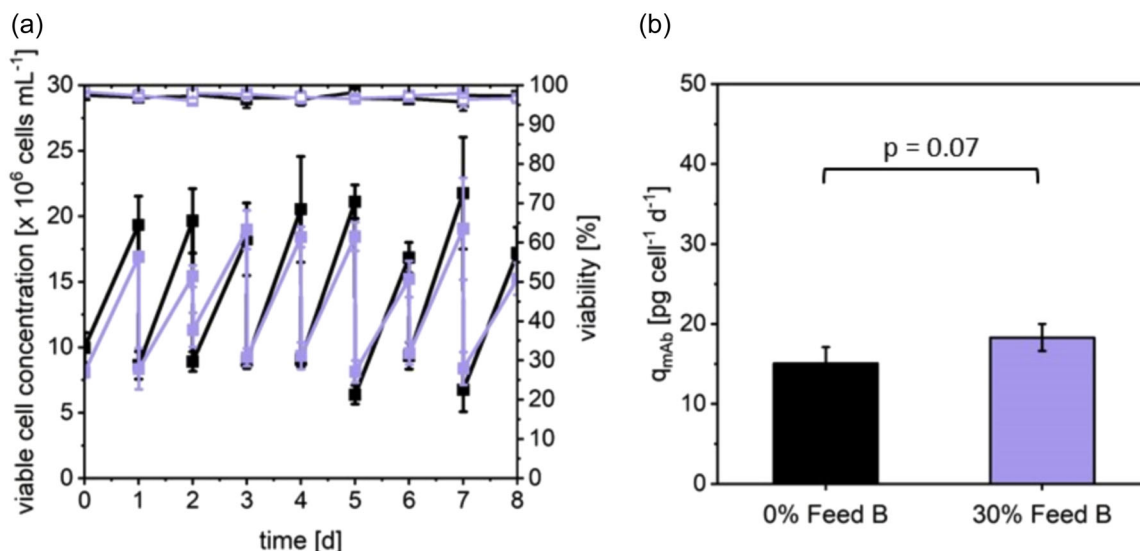 (a)
viable cell concentration [x 10⁶ cells mL⁻¹]
30
25
20
15
10
5
0
100
90
80
70
60
50
40
30
20
10
0
viability [%]
0 1 2 3 4 5 6 7 8
time [d]
(b)
q_mAb [pg cell⁻¹ d⁻¹]
50
40
30
20
10
0
p = 0.07
0% Feed B 30% Feed B